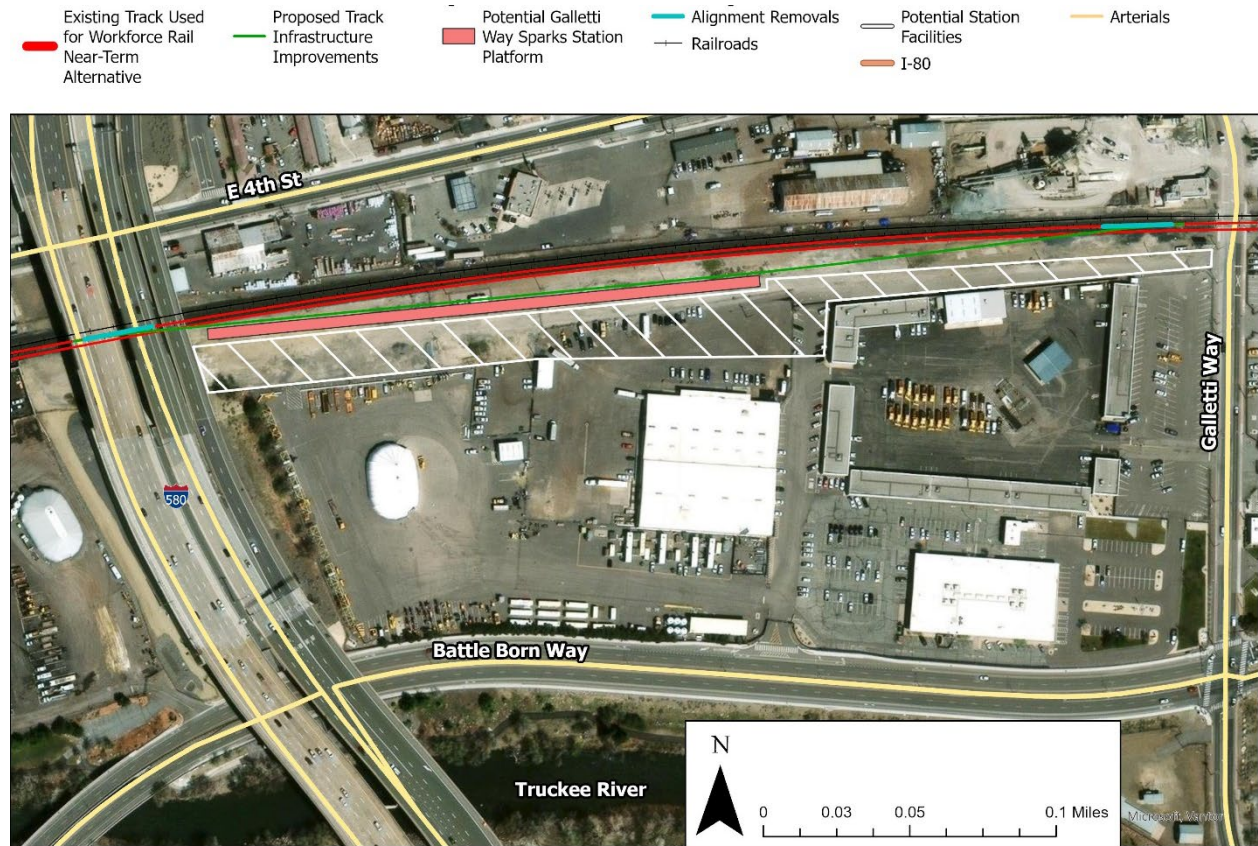 Existing Track Used
for Workforce Rail
Near-Term
Alternative
Proposed Track
Infrastructure
Improvements
Potential Galletti
Way Sparks Station
Platform
Alignment Removals
Railroads
Potential Station
Facilities
I-80
Arterials
E 4th St
Galletti Way
580
Battle Born Way
Truckee River
N
0 0.03 0.05 0.1 Miles
Microsoft, Vantor